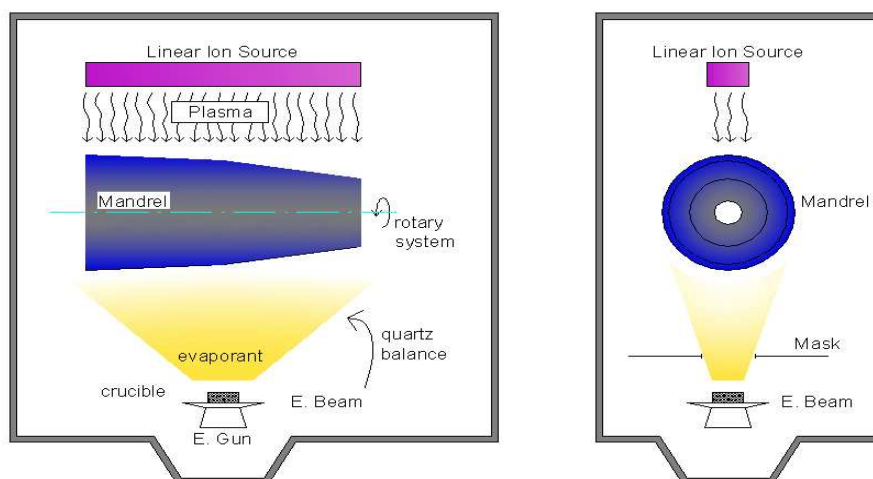 Linear Ion Source
Plasma
Mandrel
rotary
system
quartz
balance
evaporant
crucible
E. Beam
E. Gun
Linear Ion Source
Mandrel
Mask
E. Beam